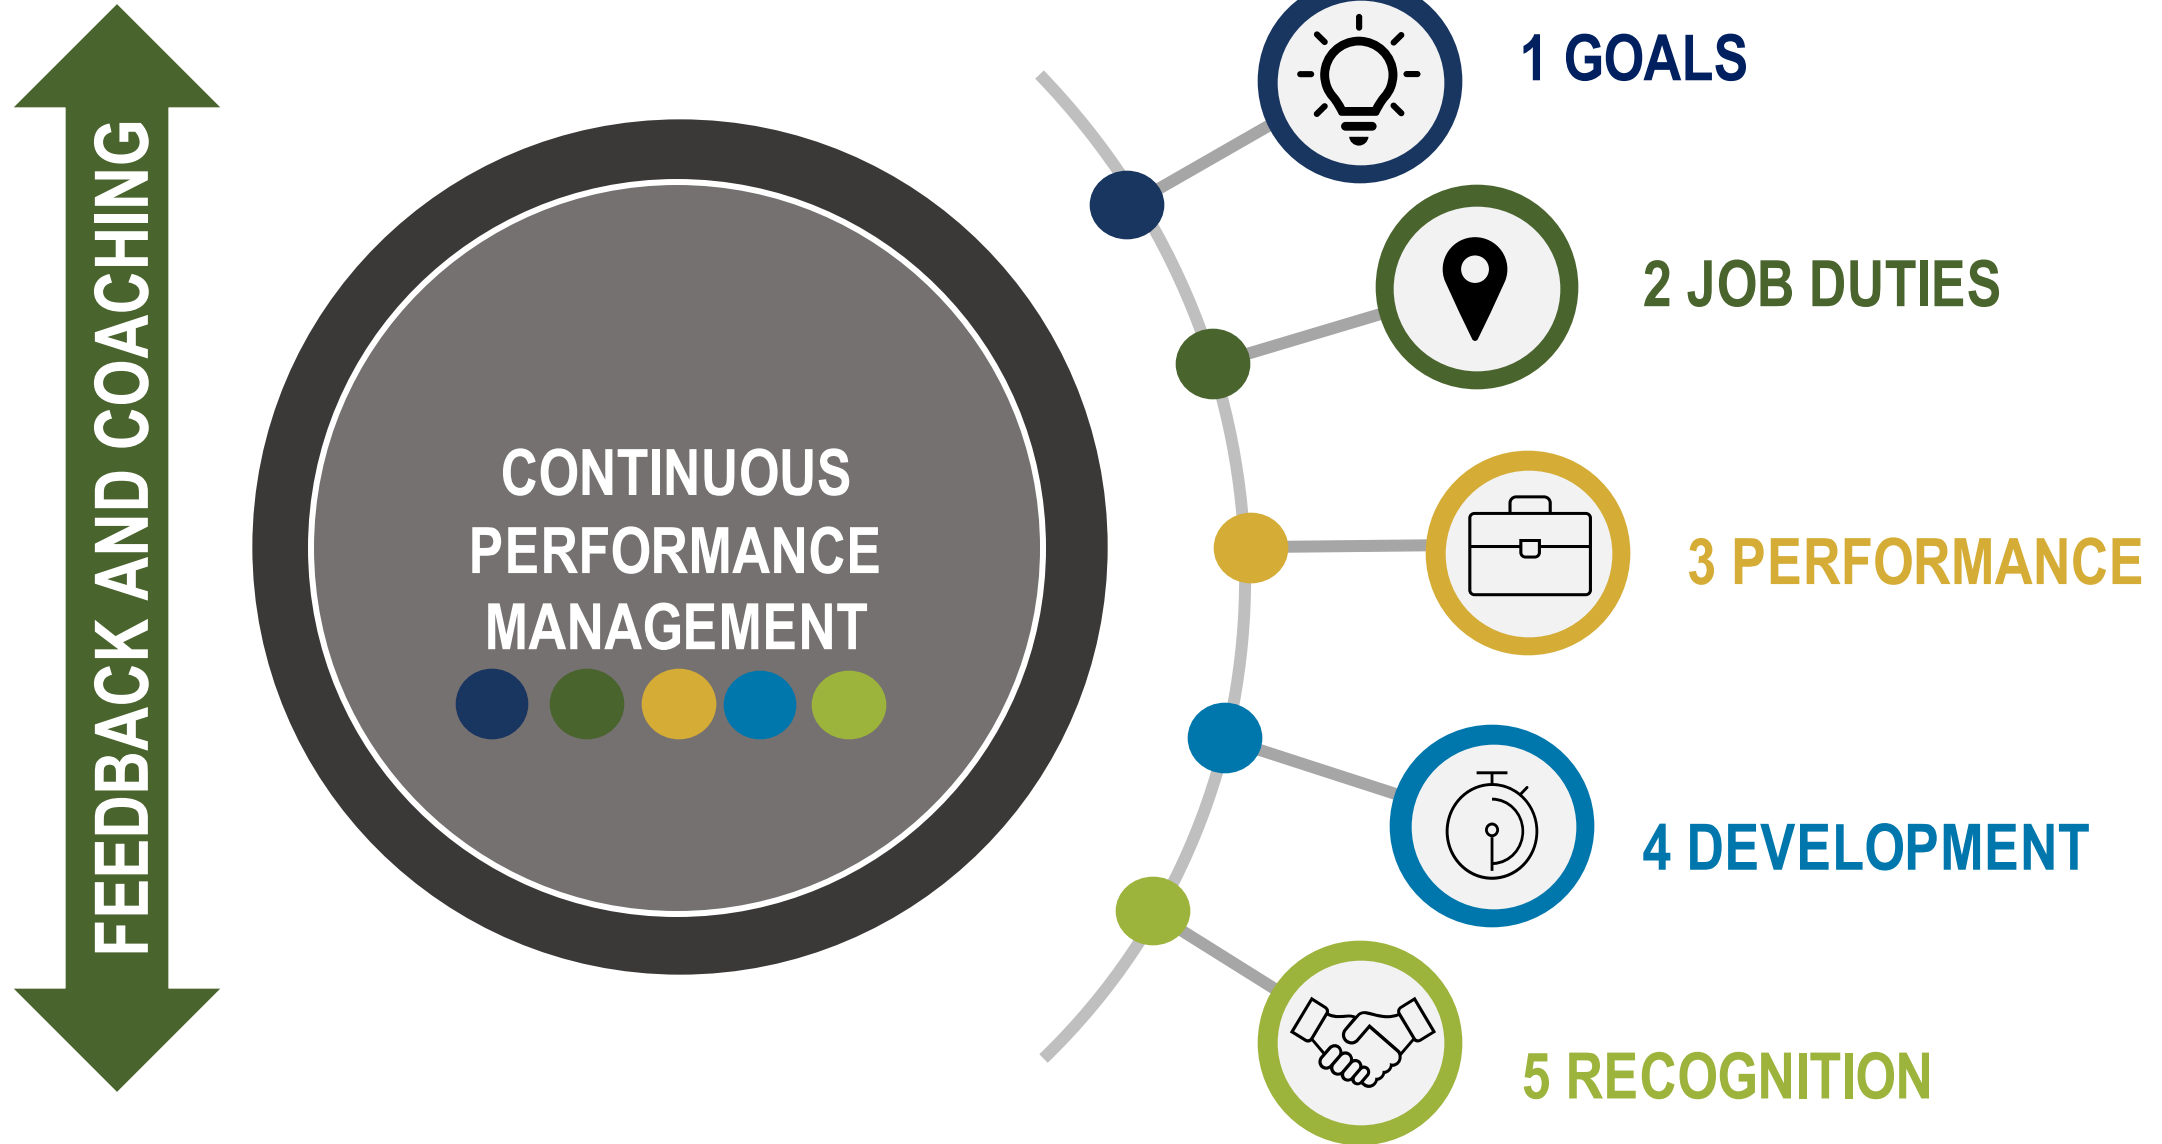 FEEDBACK AND COACHING
CONTINUOUS
PERFORMANCE
MANAGEMENT
1 GOALS
2 JOB DUTIES
3 PERFORMANCE
4 DEVELOPMENT
5 RECOGNITION